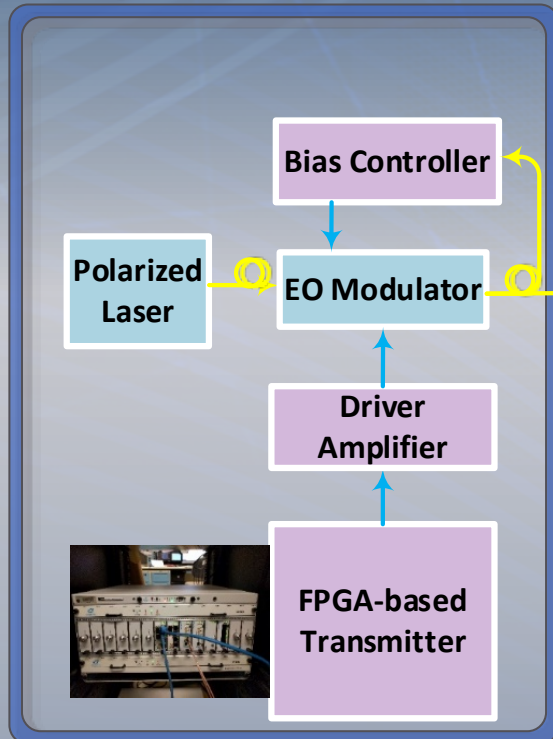 Bias Controller
Polarized
Laser
EO Modulator
Driver
Amplifier
FPGA-based
Transmitter